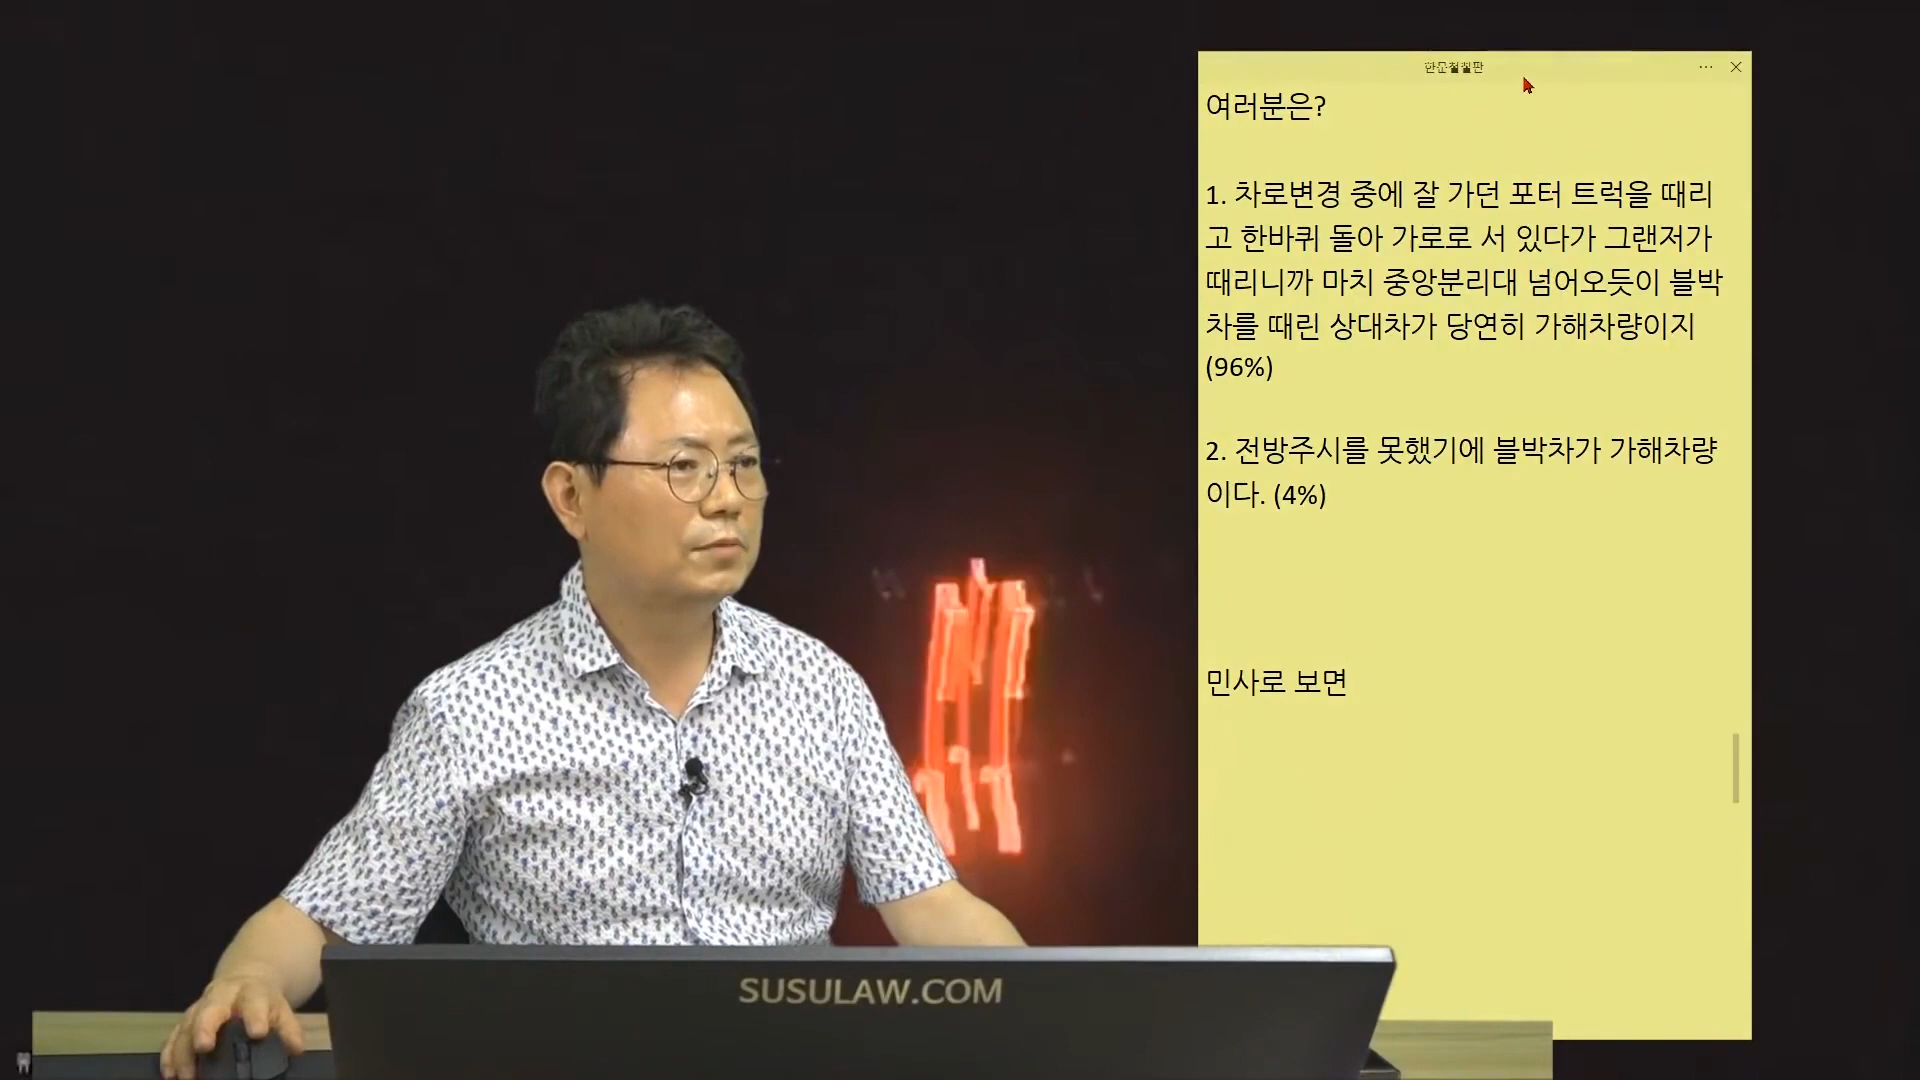 한문철칠판
여러분은?
1. 차로변경 중에 잘 가던 포터 트럭을 때리
고 한바퀴 돌아 가로로 서 있다가 그랜저가
때리니까 마치 중앙분리대 넘어오듯이 블박
차를 때린 상대차가 당연히 가해차량이지
(96%)
2. 전방주시를 못했기에 블박차가 가해차량
이다. (4%)
민사로 보면
SUSULAW.COM